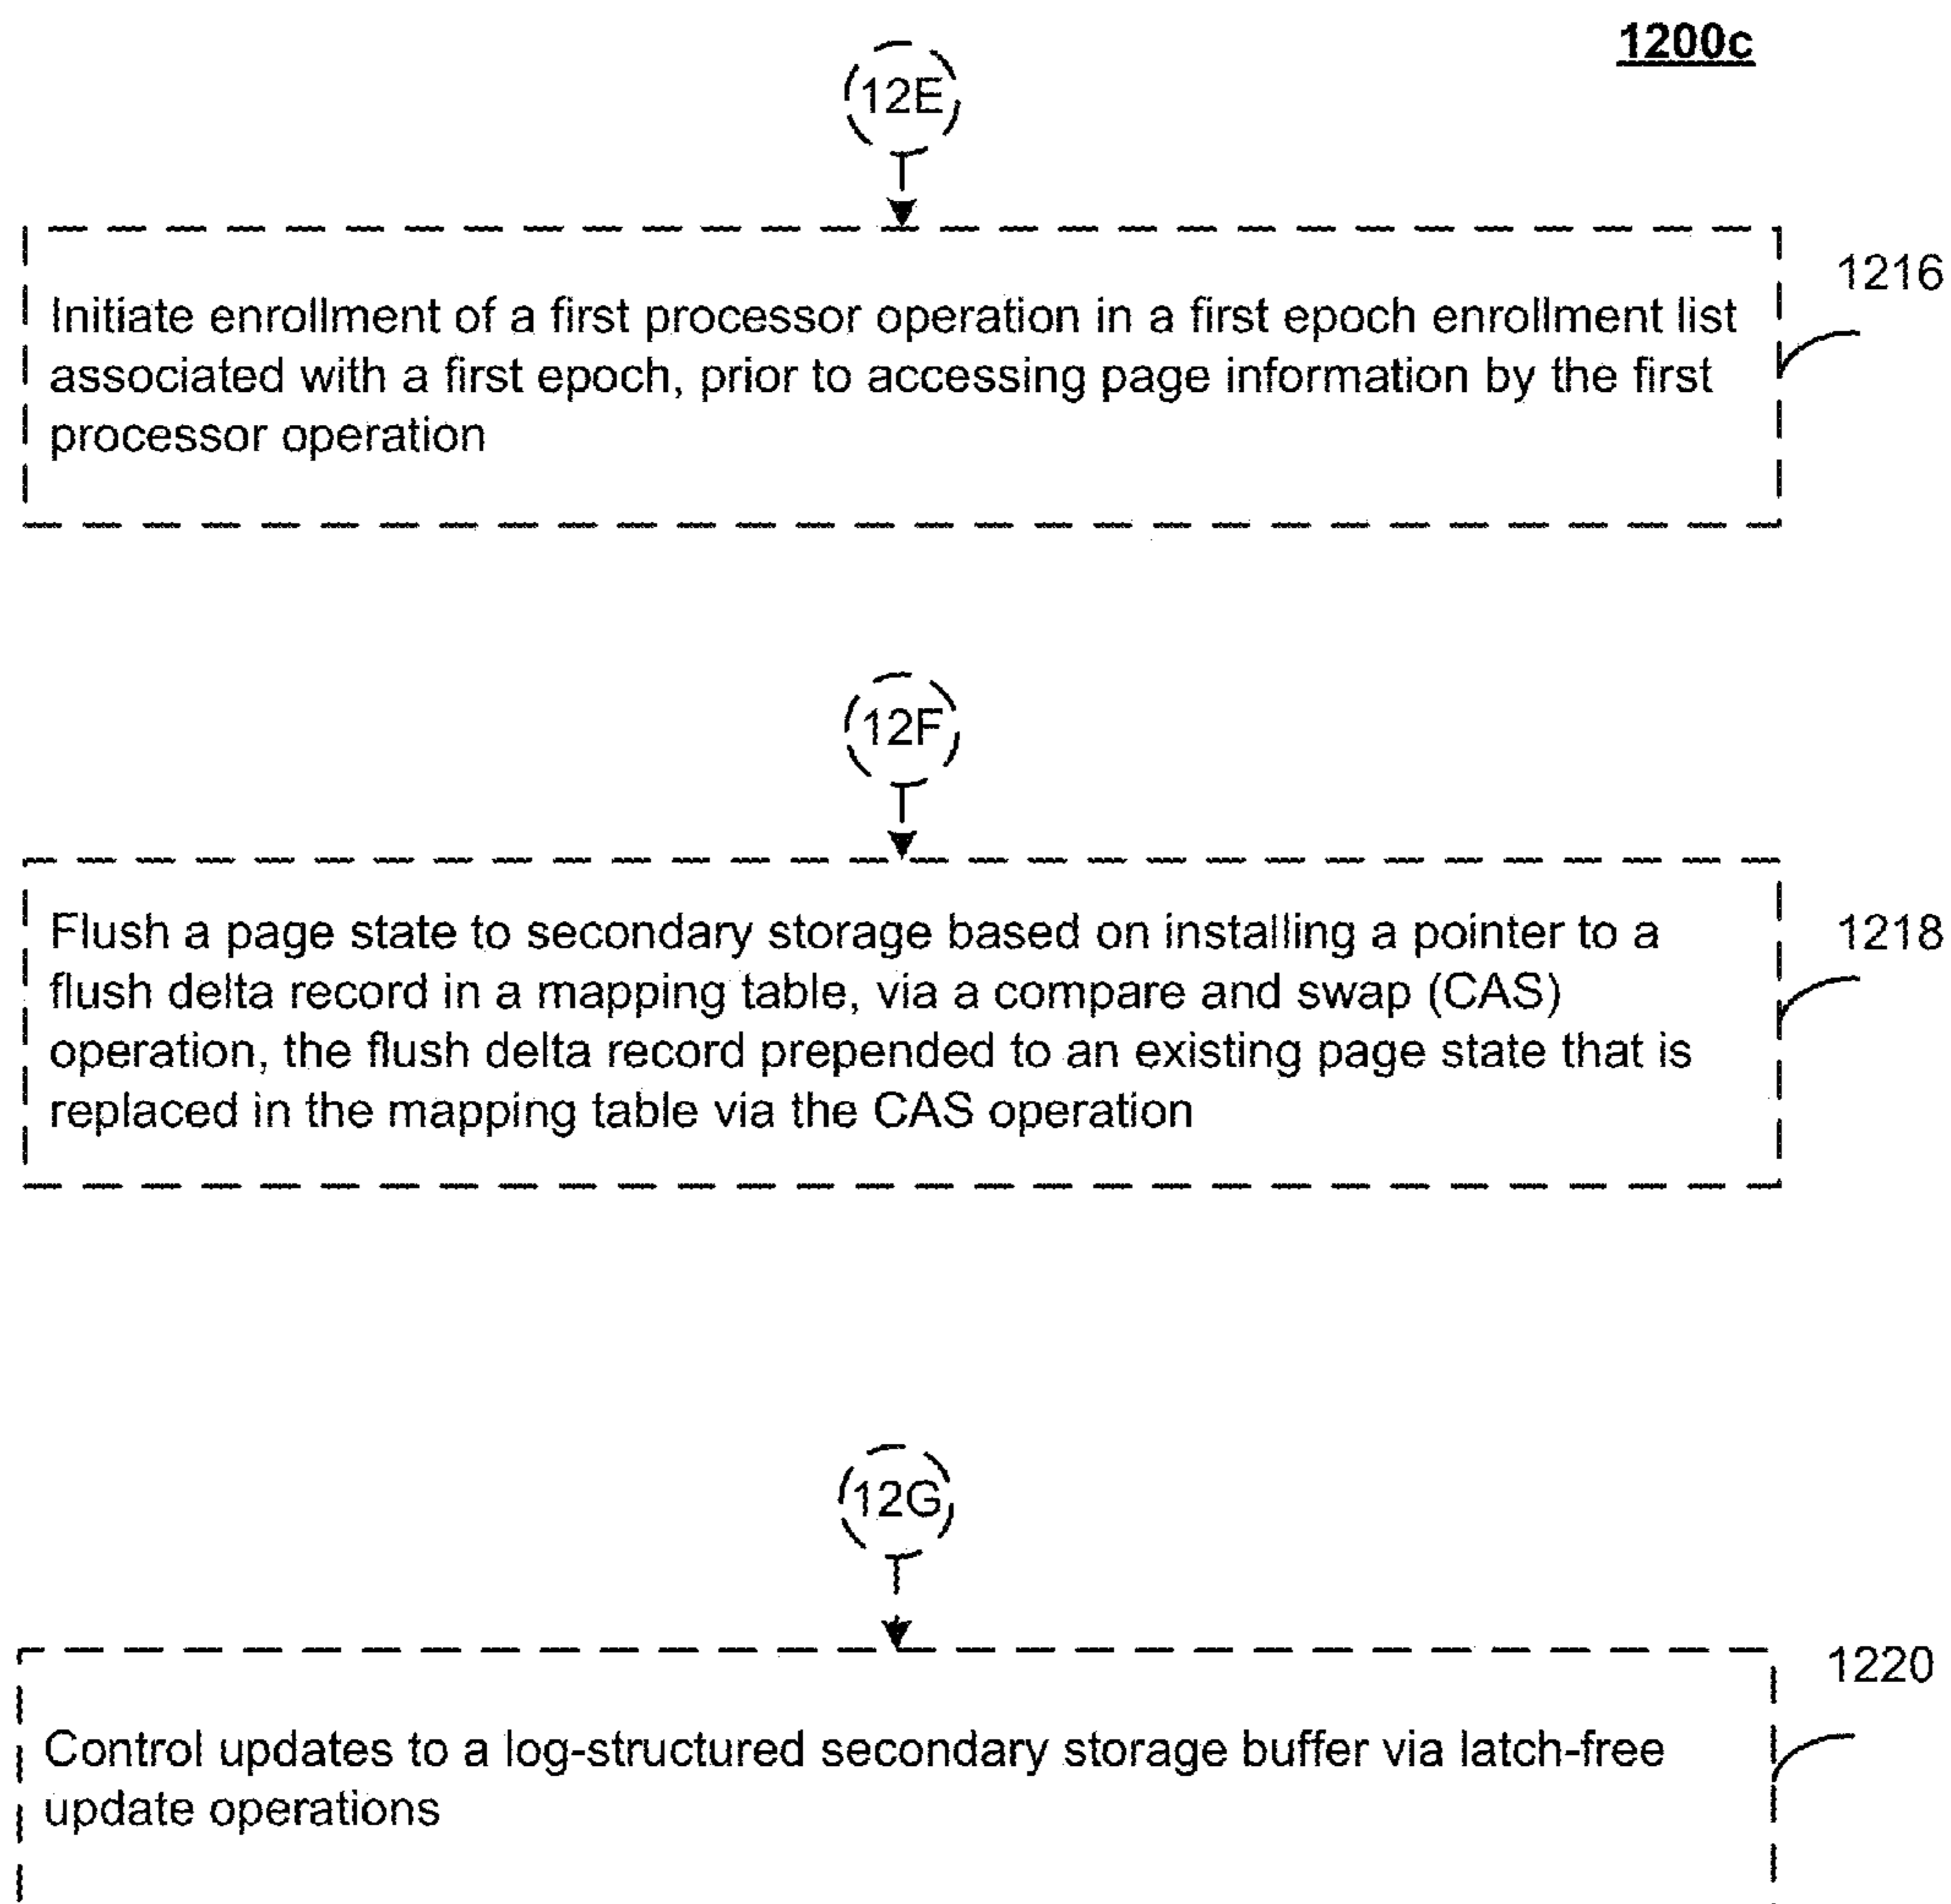 1200c
12E
1216
Initiate enrollment of a first processor operation in a first epoch enrollment list
associated with a first epoch, prior to accessing page information by the first
processor operation
12F
Flush a page state to secondary storage based on installing a pointer to a
1218
flush delta record in a mapping table, via a compare and swap (CAS)
operation, the flush delta record prepended to an existing page state that is
replaced in the mapping table via the CAS operation
12G
1220
Control updates to a log-structured secondary storage buffer via latch-free
update operations